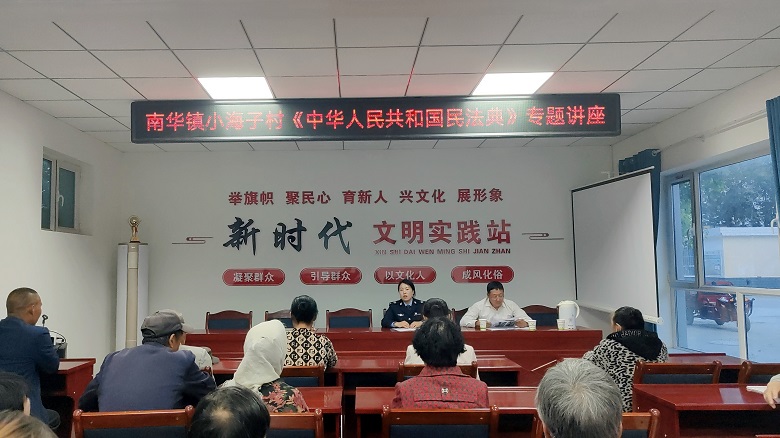 南华镇小海子村《中华人民共和国民法典》专题讲座
举旗帜 聚民心 育新人 兴文化 展形象
新时代 文明实践站
XIN SHI DAI WEN MING SHI JIAN ZHAN
凝聚群众 引导群众 以文化人 成风化俗